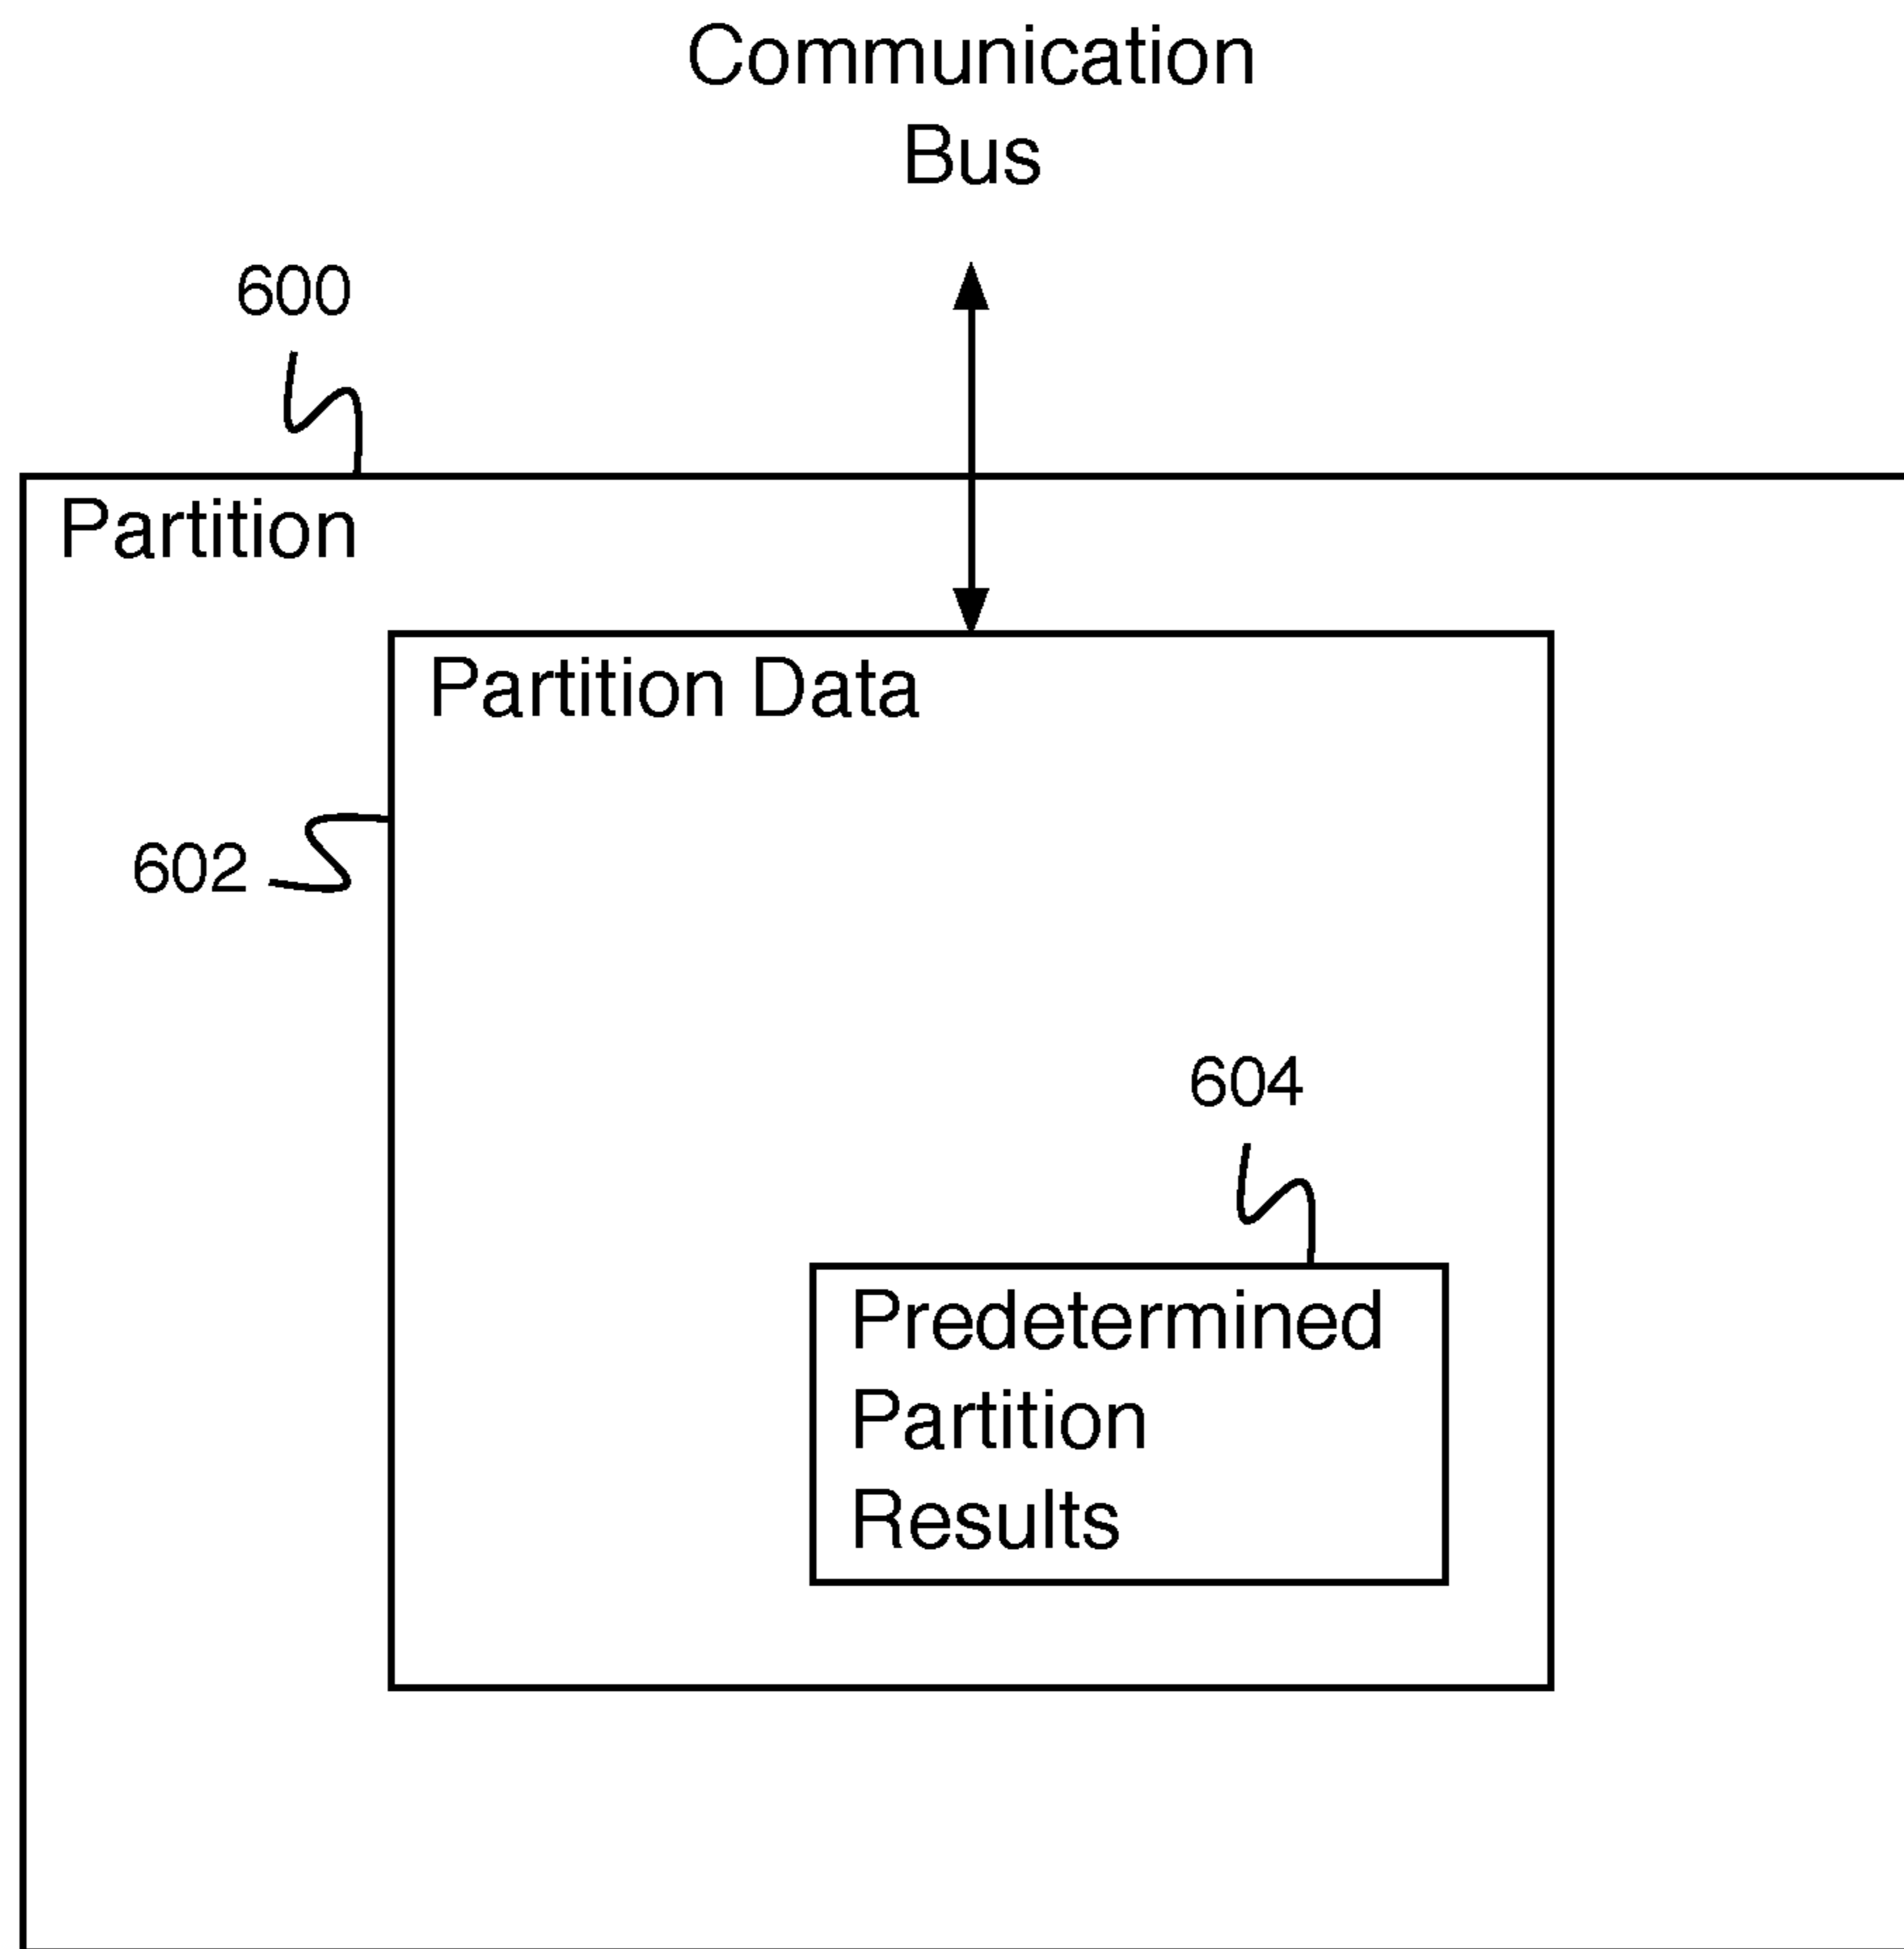 Communication
Bus
600
Partition
Partition Data
602
604
Predetermined
Partition
Results